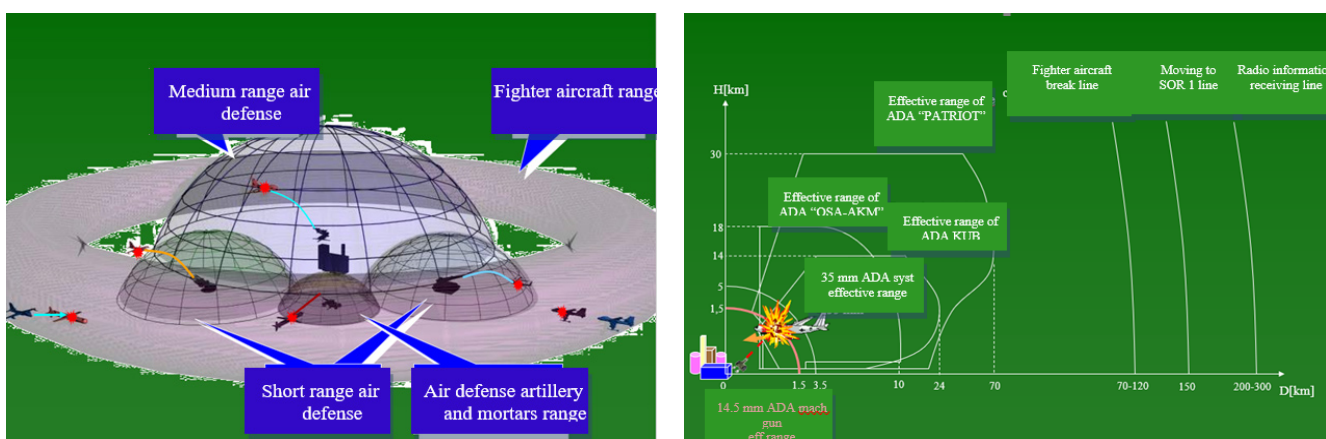 Medium range air
defense
Fighter aircraft range
Short range air
defense
Air defense artillery
and mortars range
H[km]
Effective range of
ADA “PATRIOT”
Fighter aircraft
break line
Moving to
SOR 1 line
Radio informatio
receiving line
30
Effective range of
ADA “OSA-AKM”
Effective range of
ADA KUB
18
14
35 mm ADA syst
effective range
5
1,5
0
1.5
3.5
10
24
70
70-120
150
200-300
D[km]
14.5 mm ADA mach
gun
eff.range